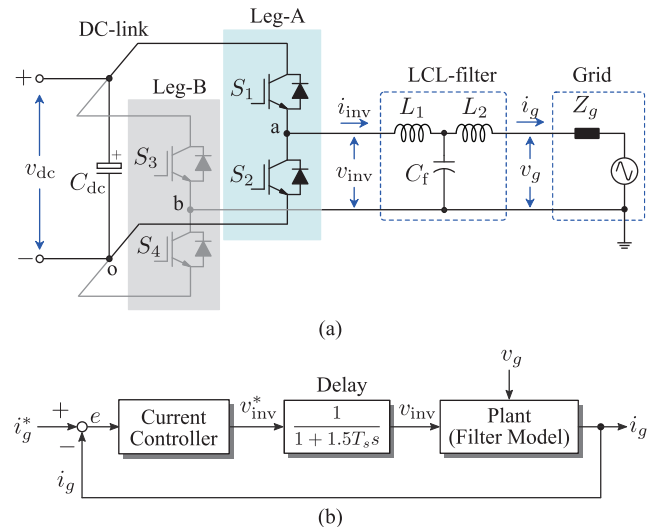 DC-link
Leg-A
Leg-B
LCL-filter
Grid
S₁
i_inv
L₁
L₂
i_g
Z_g
+
a
S₃
+
v_dc
C_dc
S₂
v_inv
C_f
v_g
b
S₄
−
o
(a)
v_g
Delay
i_g^*
+
e
−
Current
Controller
v_inv^*
1
1 + 1.5T_s s
v_inv
Plant
(Filter Model)
i_g
i_g
(b)